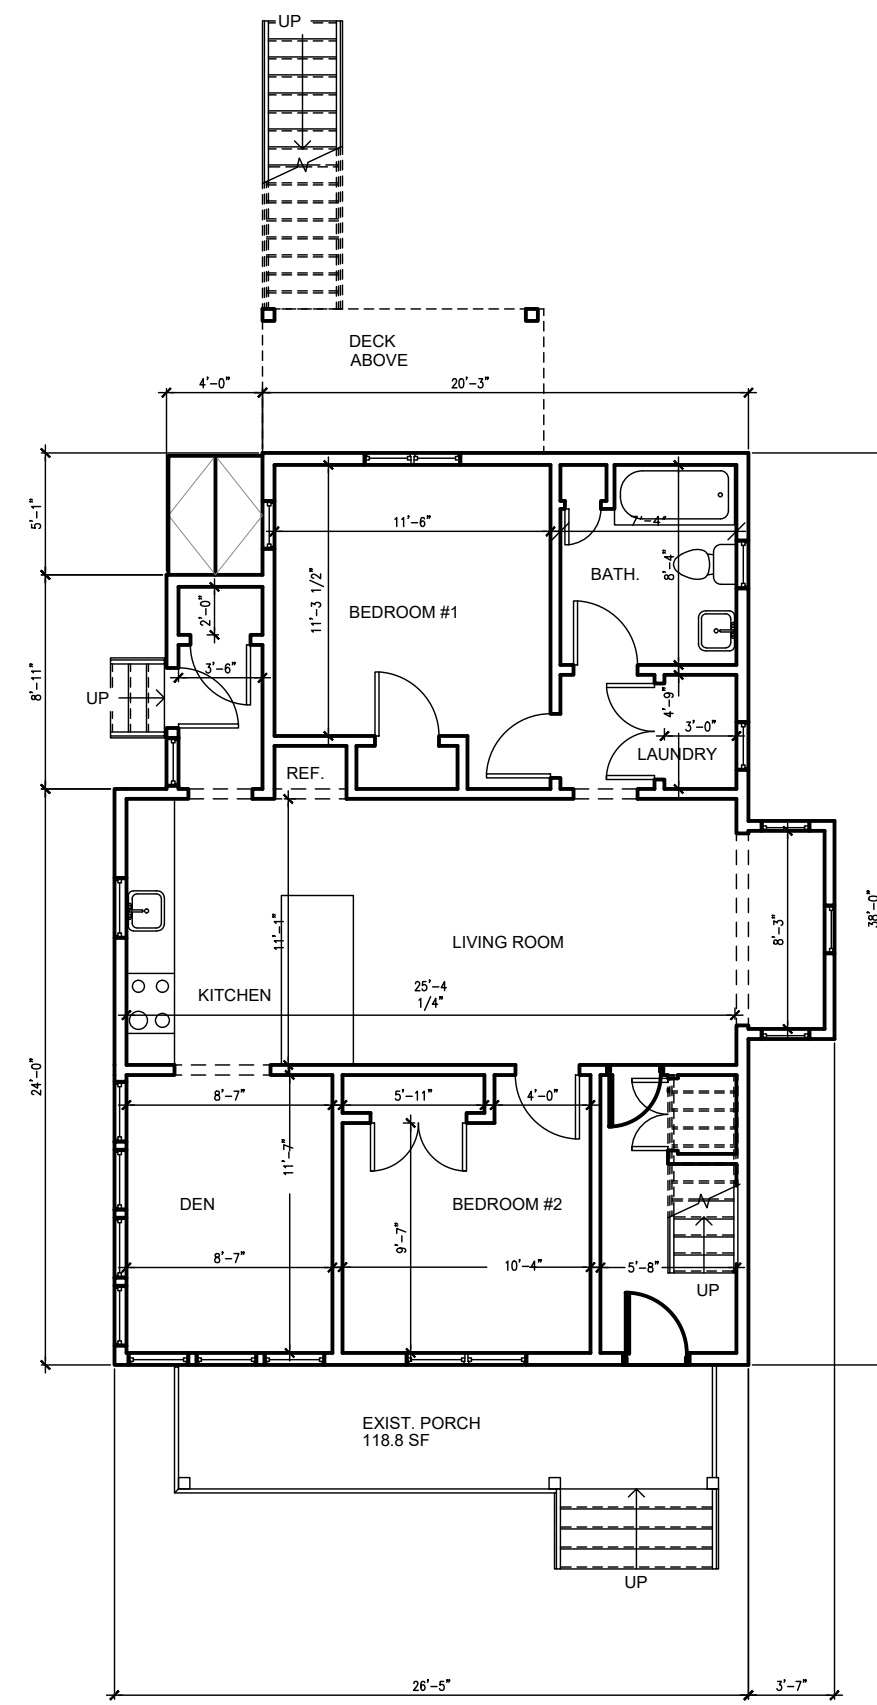 UP
DECK
ABOVE
4'-0"
20'-3"
5'-1"
11'-6"
7'-4"
8'-4"
BATH.
11'-3 1/2"
2'-0"
BEDROOM #1
8'-11"
3'-6"
UP
4'-9"
3'-0"
LAUNDRY
REF.
8'-3"
38'-0"
11'-1"
LIVING ROOM
KITCHEN
25'-4
1/4"
24'-0"
8'-7"
5'-11"
4'-0"
11'-7"
DEN
BEDROOM #2
9'-7"
8'-7"
10'-4"
5'-8"
UP
EXIST. PORCH
118.8 SF
UP
26'-5"
3'-7"